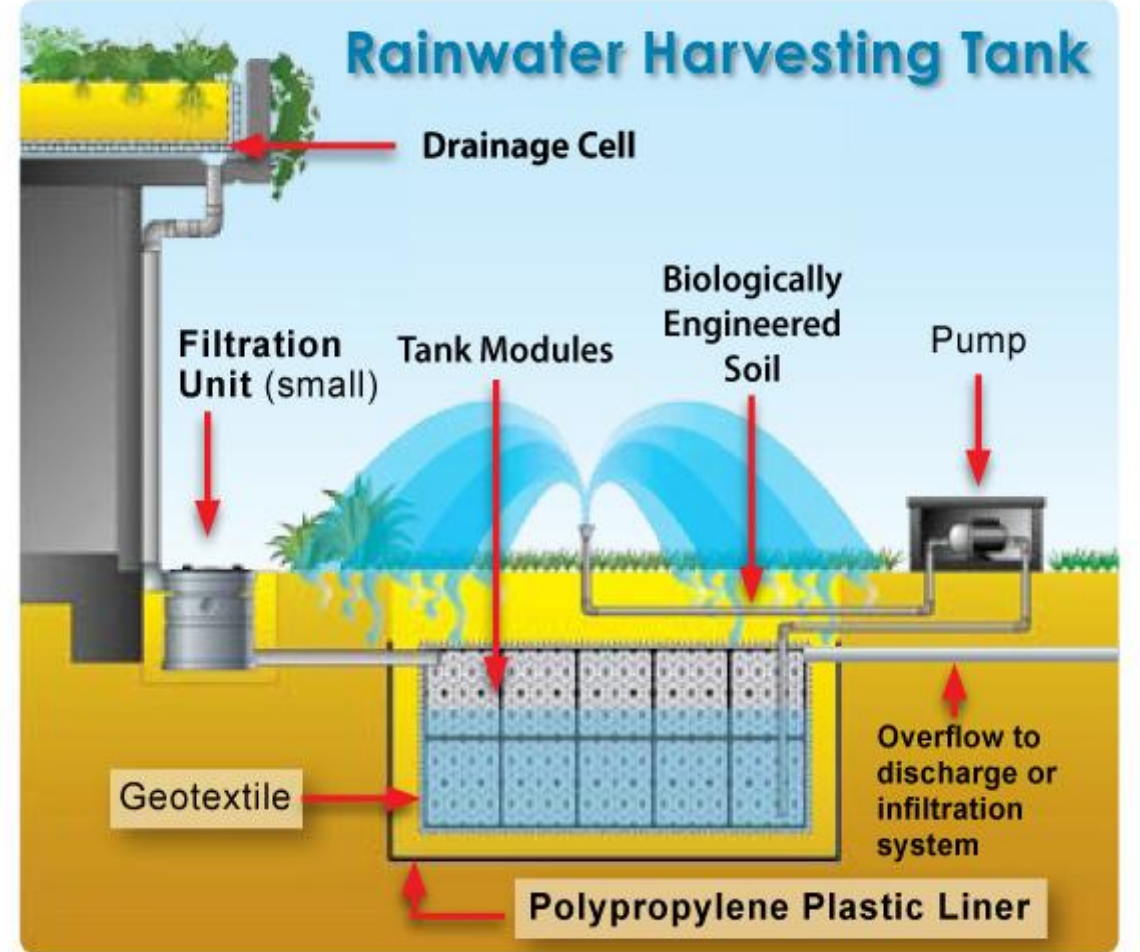 Rainwater Harvesting Tank
Drainage Cell
Biologically
Engineered
Soil
Pump
Filtration
Unit (small)
Tank Modules
Geotextile
Overflow to
discharge or
infiltration
system
Polypropylene Plastic Liner